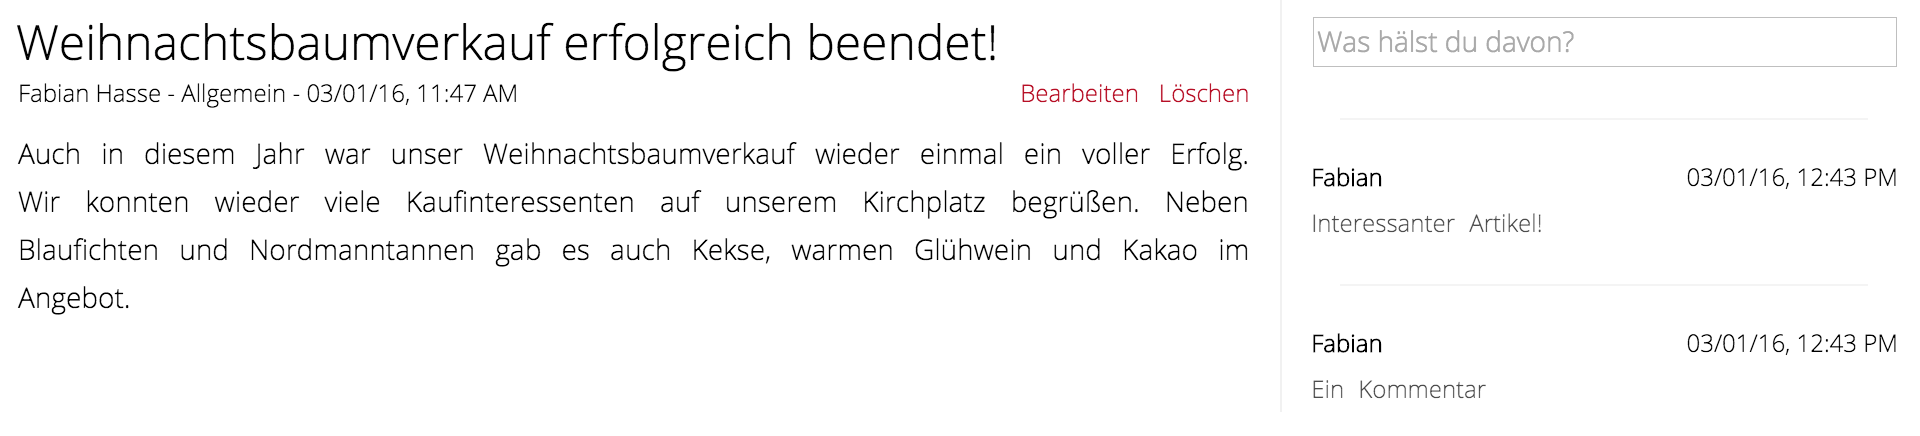 Weihnachtsbaumverkauf erfolgreich beendet!
Fabian Hasse - Allgemein - 03/01/16, 11:47 AM
Bearbeiten Löschen
Auch in diesem Jahr war unser Weihnachtsbaumverkauf wieder einmal ein voller Erfolg.
Wir konnten wieder viele Kaufinteressenten auf unserem Kirchplatz begrüßen. Neben
Blaufichten und Nordmanntannen gab es auch Kekse, warmen Glühwein und Kakao im
Angebot.
Was hälst du davon?
Fabian 03/01/16, 12:43 PM
Interessanter Artikel!
Fabian 03/01/16, 12:43 PM
Ein Kommentar